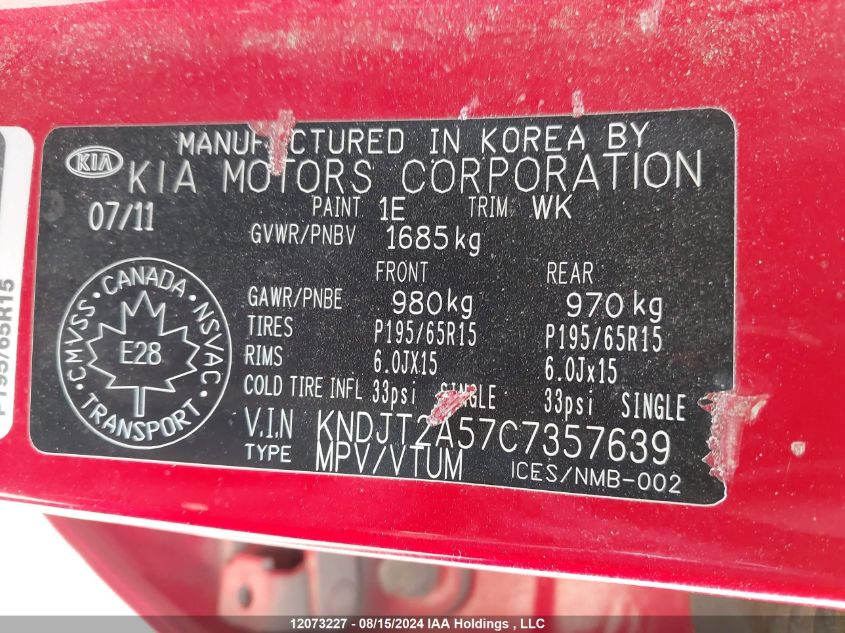 MANUFACTURED IN KOREA BY
KIA
KIA MOTORS CORPORATION
07/11
PAINT 1E TRIM WK
GVWR/PNBV 1685kg
FRONT REAR
GAWR/PNBE 980kg 970kg
TIRES P195/65R15 P195/65R15
RIMS 6.0JX15 6.0Jx15
COLD TIRE INFL 33psi SINGLE 33psi SINGLE
V.I.N KNDJT2A57C7357639
TYPE MPV/VTUM ICES/NMB-002
CANADA
CMVSS · NSVAC
E28
TRANSPORT
P195/65R15
12073227 - 08/15/2024 IAA Holdings , LLC